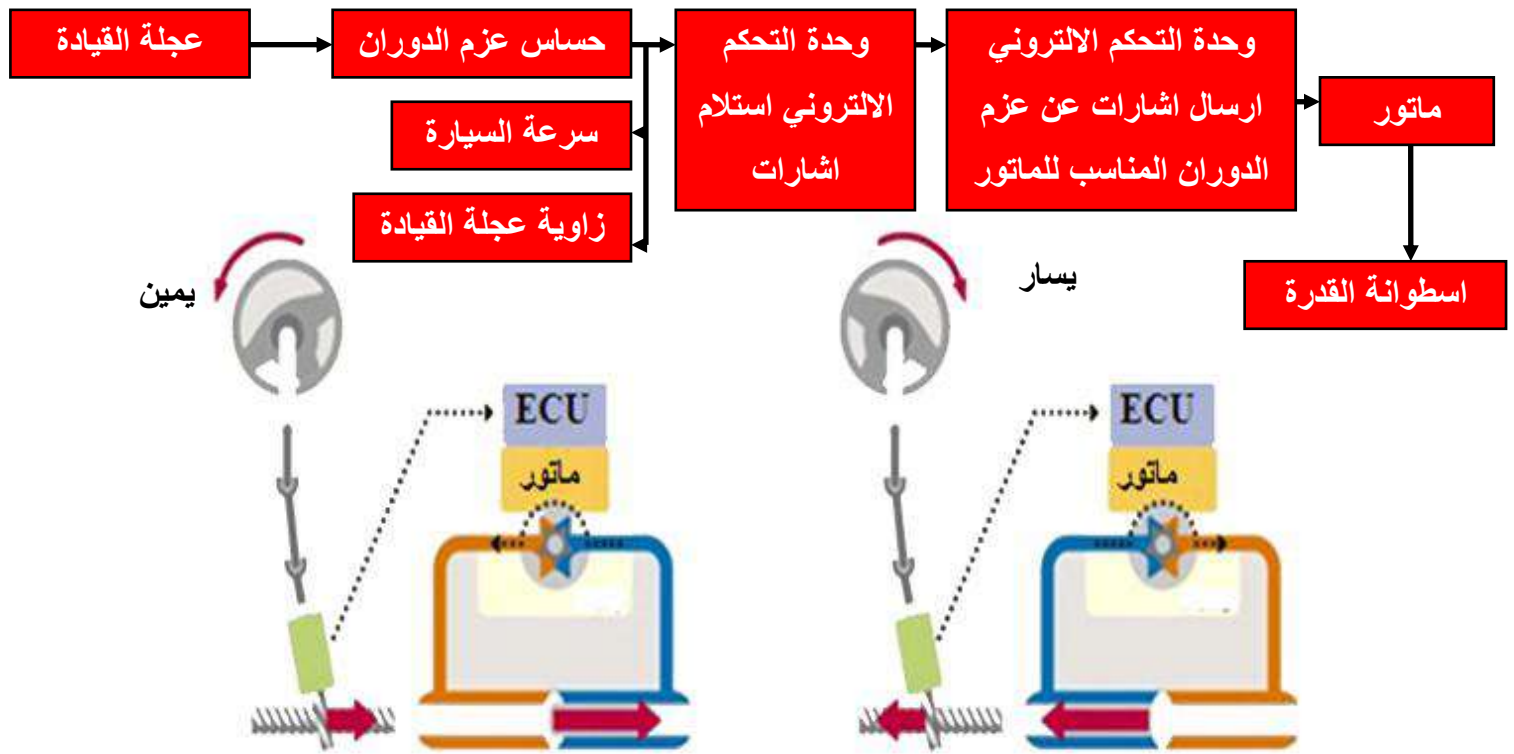 عجلة القيادة
حساس عزم الدوران
سرعة السيارة
زاوية عجلة القيادة
وحدة التحكم
الالتروني استلام
اشارات
وحدة التحكم الالتروني
ارسال اشارات عن عزم
الدوران المناسب للماتور
ماتور
اسطوانة القدرة
يمين
يسار
ECU
ماتور
ECU
ماتور